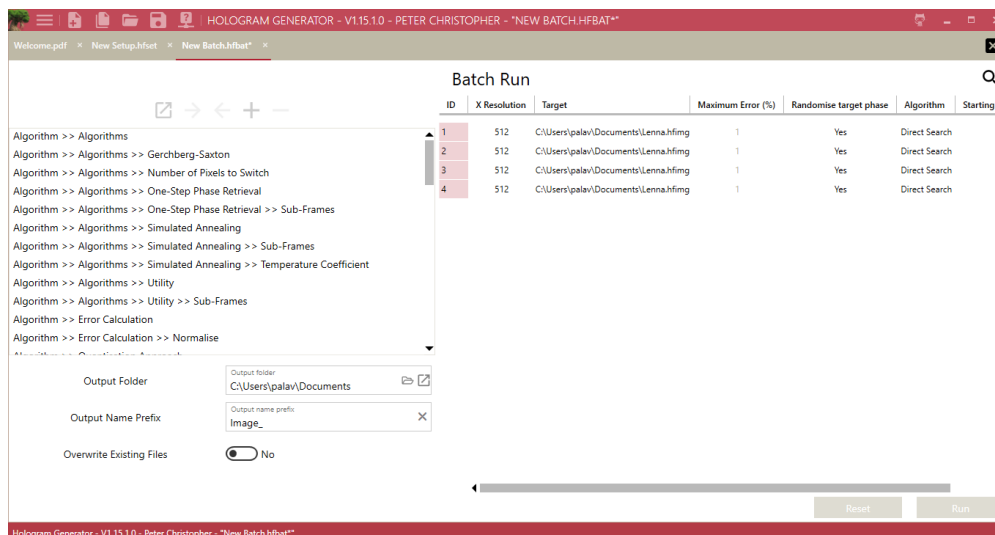 HOLOGRAM GENERATOR - V1.15.1.0 - PETER CHRISTOPHER - "NEW BATCH.HFBAT*"
Welcome.pdf × New Setup.hfset × New Batch.hfbat* ×
Batch Run
ID X Resolution Target Maximum Error (%) Randomise target phase Algorithm Starting
1 512 C:\Users\palav\Documents\Lenna.hfimg 1 Yes Direct Search
2 512 C:\Users\palav\Documents\Lenna.hfimg 1 Yes Direct Search
3 512 C:\Users\palav\Documents\Lenna.hfimg 1 Yes Direct Search
4 512 C:\Users\palav\Documents\Lenna.hfimg 1 Yes Direct Search
Algorithm >> Algorithms
Algorithm >> Algorithms >> Gerchberg-Saxton
Algorithm >> Algorithms >> Number of Pixels to Switch
Algorithm >> Algorithms >> One-Step Phase Retrieval
Algorithm >> Algorithms >> One-Step Phase Retrieval >> Sub-Frames
Algorithm >> Algorithms >> Simulated Annealing
Algorithm >> Algorithms >> Simulated Annealing >> Sub-Frames
Algorithm >> Algorithms >> Simulated Annealing >> Temperature Coefficient
Algorithm >> Algorithms >> Utility
Algorithm >> Algorithms >> Utility >> Sub-Frames
Algorithm >> Error Calculation
Algorithm >> Error Calculation >> Normalise
Output Folder
Output folder
C:\Users\palav\Documents
Output Name Prefix
Output name prefix
Image_
Overwrite Existing Files No
Reset Run
Hologram Generator - V1.15.1.0 - Peter Christopher - "New Batch.hfbat*"